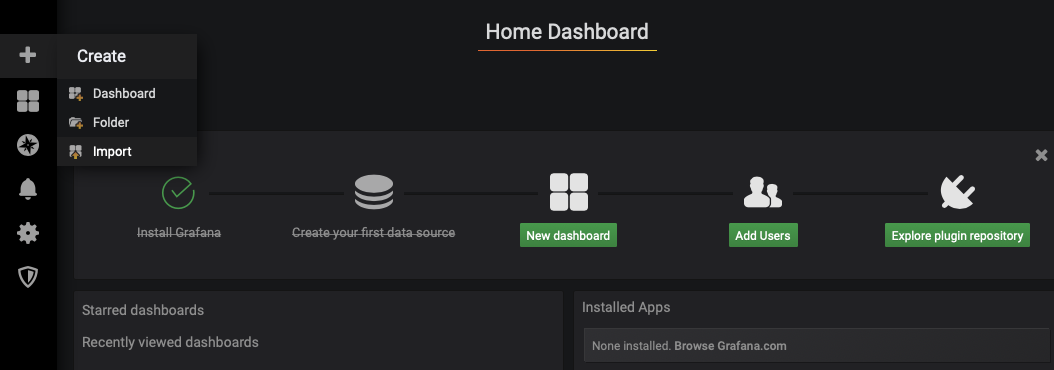 Home Dashboard
Create
Dashboard
Folder
Import
Install Grafana
Create your first data source
New dashboard
Add Users
Explore plugin repository
Starred dashboards
Recently viewed dashboards
Installed Apps
None installed. Browse Grafana.com